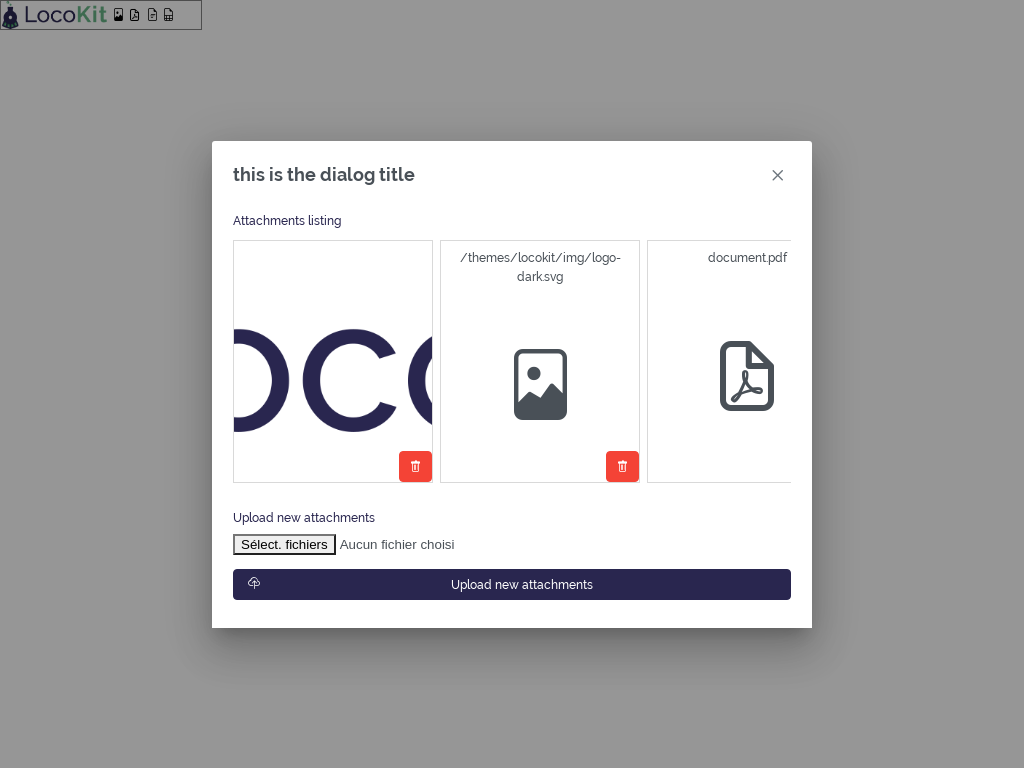 LocoKit
this is the dialog title
Attachments listing
/themes/locokit/img/logo-
dark.svg
document.pdf
OCO
Upload new attachments
Sélect. fichiers Aucun fichier choisi
Upload new attachments